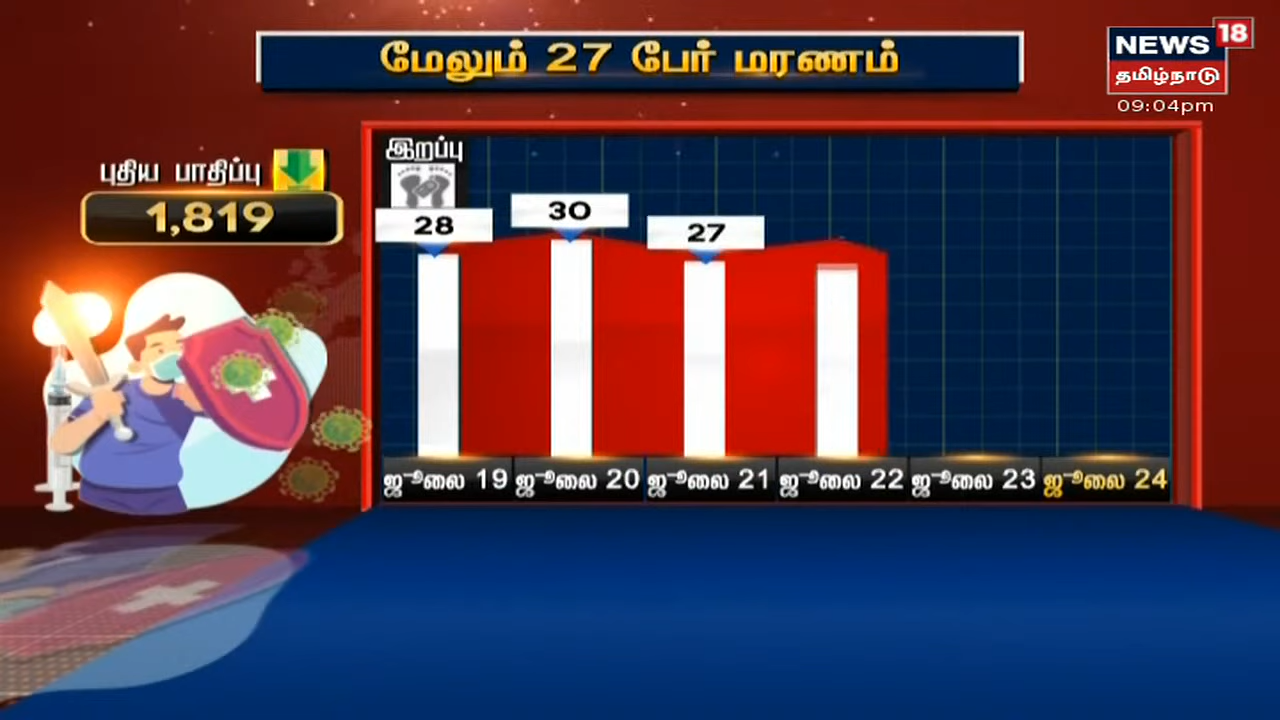 மேலும் 27 பேர் மரணம்
NEWS 18
தமிழ்நாடு
09:04pm
புதிய பாதிப்பு
1,819
இறப்பு
28
30
27
ஜூலை 19
ஜூலை 20
ஜூலை 21
ஜூலை 22
ஜூலை 23
ஜூலை 24